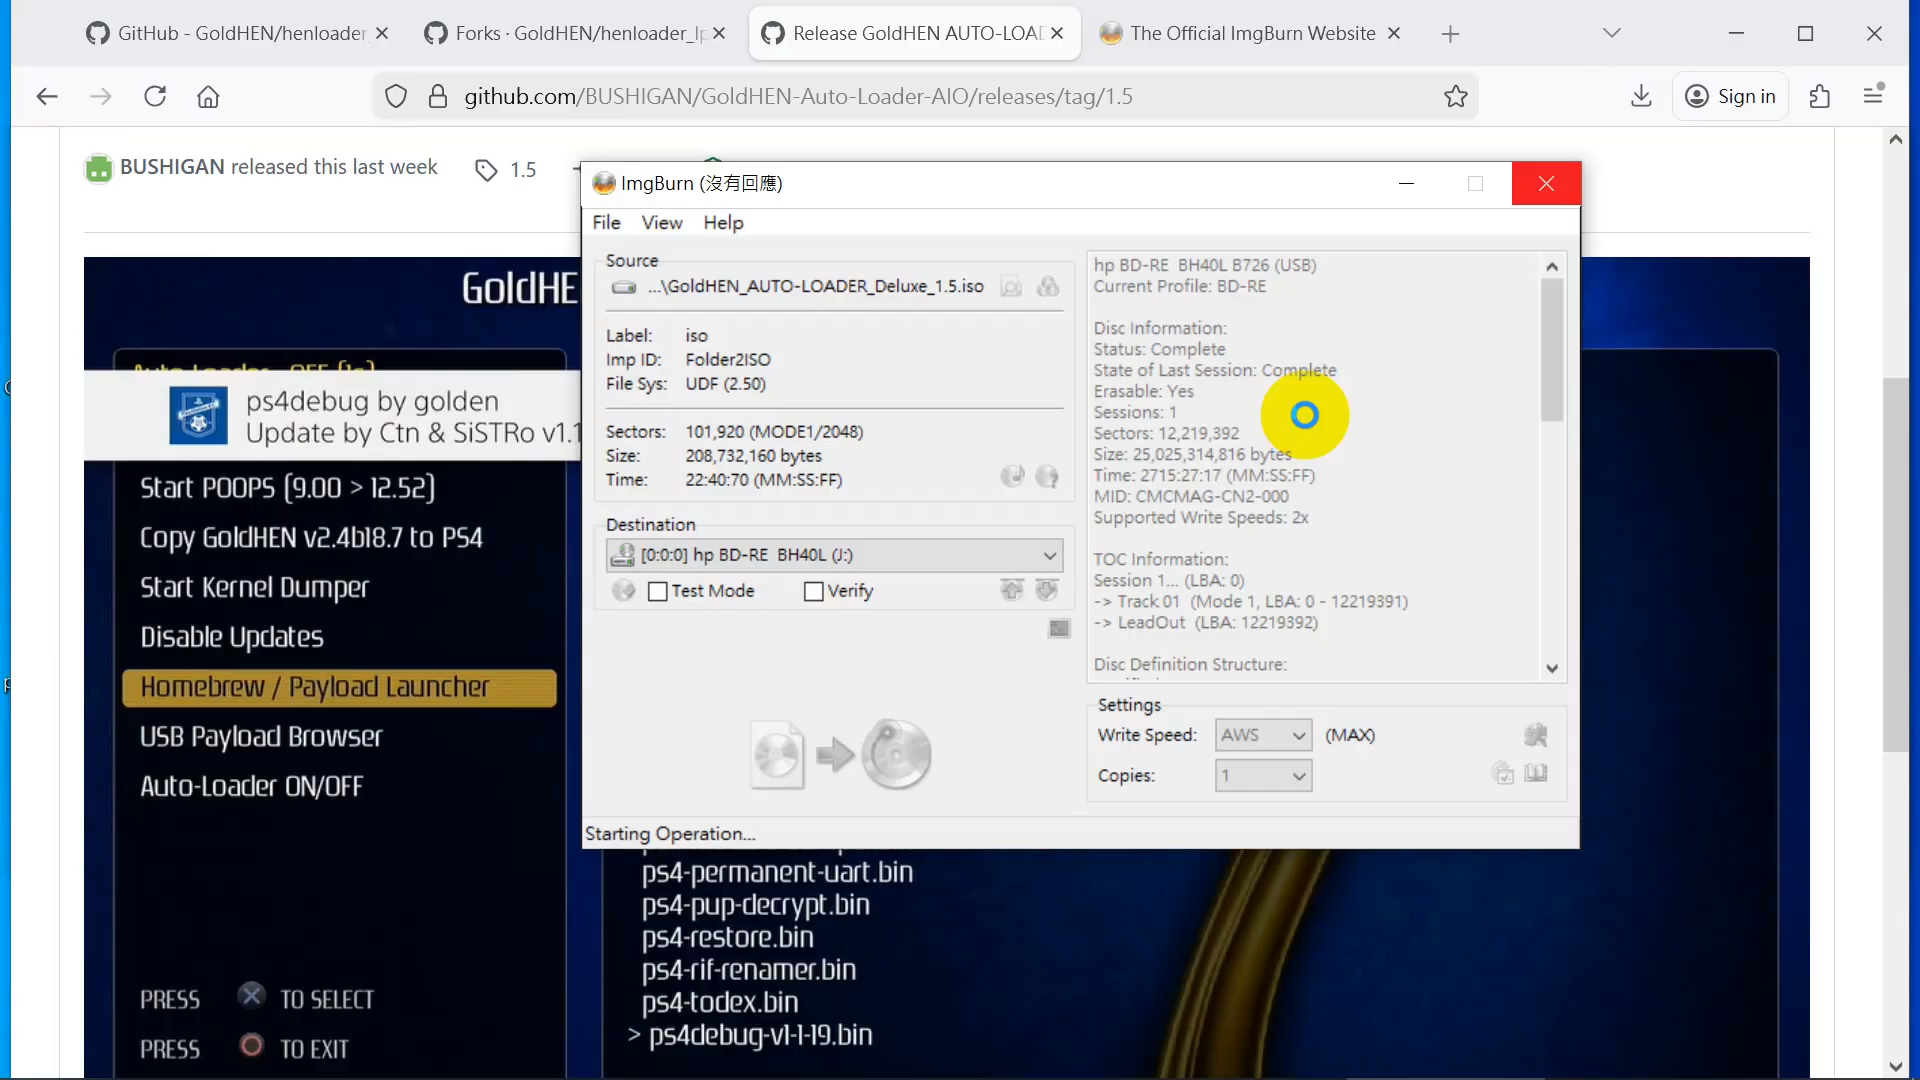 GitHub - GoldHEN/henloader_
Forks · GoldHEN/henloader_lp
Release GoldHEN AUTO-LOA
The Official ImgBurn Website
github.com/BUSHIGAN/GoldHEN-Auto-Loader-AIO/releases/tag/1.5
Sign in
BUSHIGAN released this last week
1.5
GoldHE
ps4debug by golden
Update by Ctn & SiSTRo v1.1
Start POOPS (9.00 > 12.52)
Copy GoldHEN v2.4b18.7 to PS4
Start Kernel Dumper
Disable Updates
Homebrew / Payload Launcher
USB Payload Browser
Auto-Loader ON/OFF
PRESS TO SELECT
PRESS TO EXIT
ImgBurn (沒有回應)
File View Help
Source
...\GoldHEN_AUTO-LOADER_Deluxe_1.5.iso
Label: iso
Imp ID: Folder2ISO
File Sys: UDF (2.50)
Sectors: 101,920 (MODE1/2048)
Size: 208,732,160 bytes
Time: 22:40:70 (MM:SS:FF)
Destination
[0:0:0] hp BD-RE BH40L (J:)
Test Mode Verify
hp BD-RE BH40L B726 (USB)
Current Profile: BD-RE
Disc Information:
Status: Complete
State of Last Session: Complete
Erasable: Yes
Sessions: 1
Sectors: 12,219,392
Size: 25,025,314,816 bytes
Time: 2715:27:17 (MM:SS:FF)
MID: CMCMAG-CN2-000
Supported Write Speeds: 2x
TOC Information:
Session 1... (LBA: 0)
-> Track 01 (Mode 1, LBA: 0 - 12219391)
-> LeadOut (LBA: 12219392)
Disc Definition Structure:
Settings
Write Speed: AWS (MAX)
Copies: 1
Starting Operation...
ps4-permanent-uart.bin
ps4-pup-decrypt.bin
ps4-restore.bin
ps4-rif-renamer.bin
ps4-todex.bin
> ps4debug-v1-1-19.bin